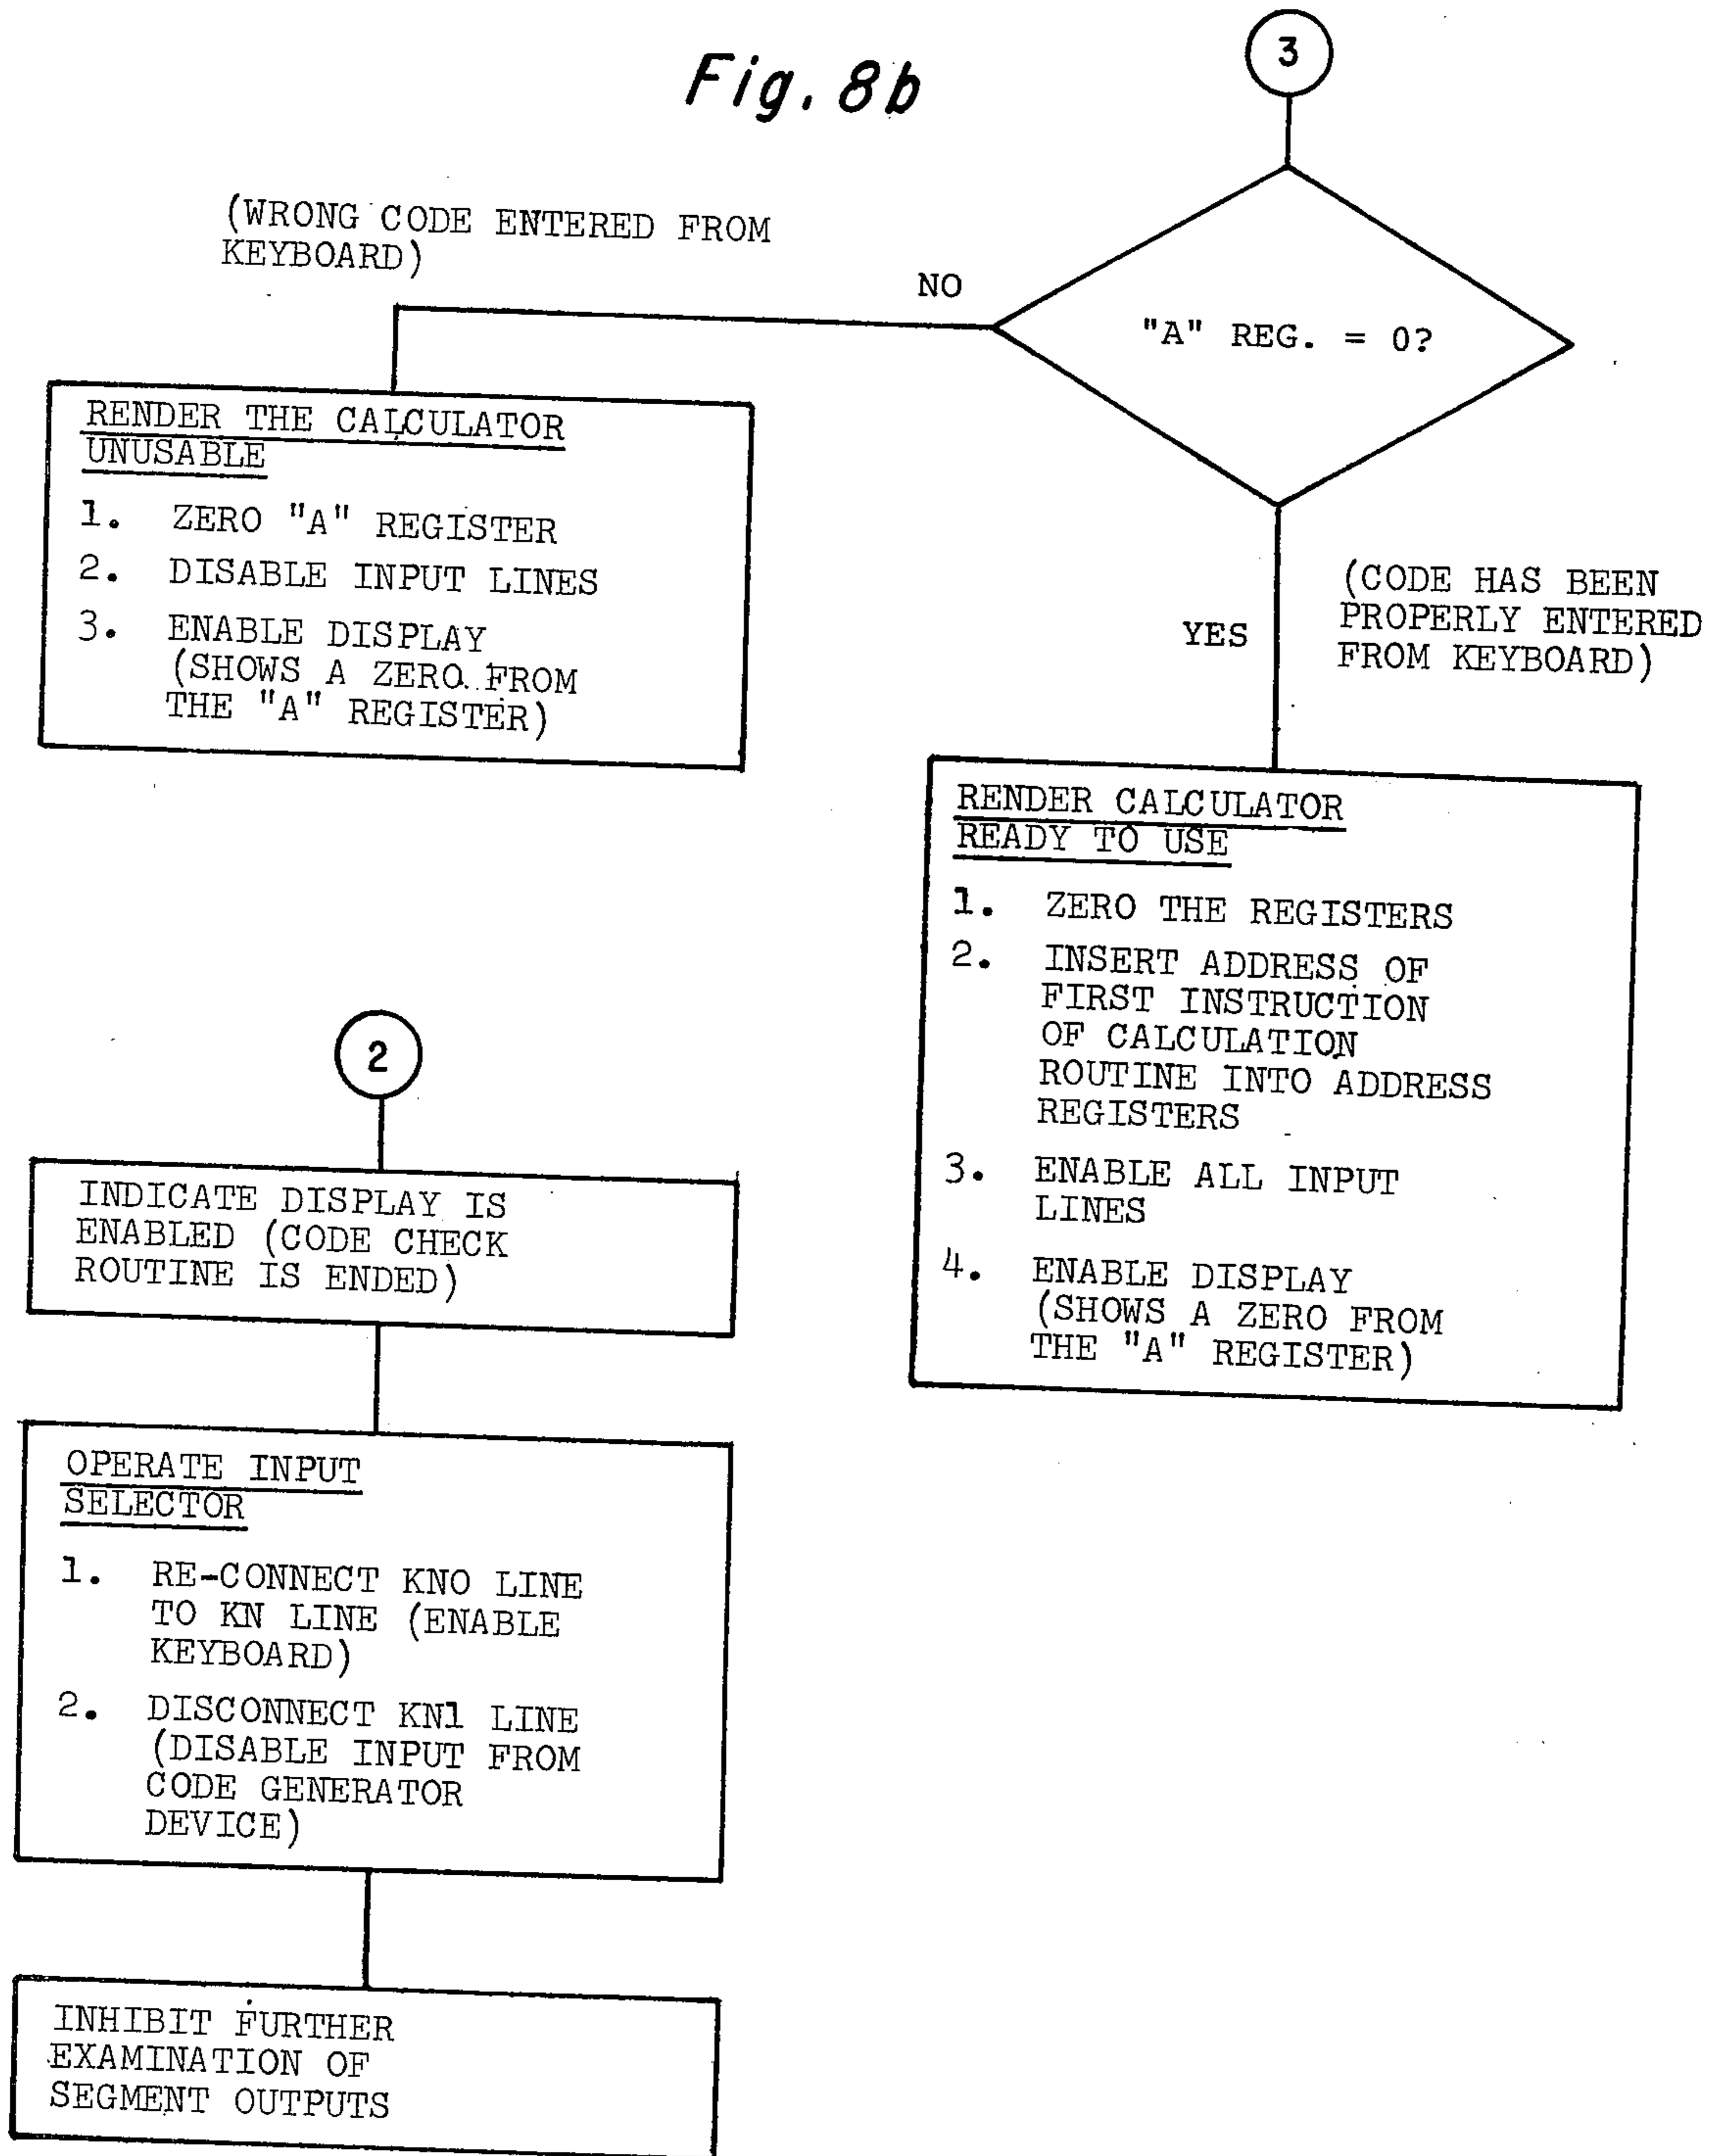 Fig. 8b
3
(WRONG CODE ENTERED FROM
KEYBOARD)
NO
"A" REG. = 0?
RENDER THE CALCULATOR
UNUSABLE
1. ZERO "A" REGISTER
2. DISABLE INPUT LINES
3. ENABLE DISPLAY
(SHOWS A ZERO FROM
THE "A" REGISTER)
YES
(CODE HAS BEEN
PROPERLY ENTERED
FROM KEYBOARD)
RENDER CALCULATOR
READY TO USE
1. ZERO THE REGISTERS
2. INSERT ADDRESS OF
FIRST INSTRUCTION
OF CALCULATION
ROUTINE INTO ADDRESS
REGISTERS
3. ENABLE ALL INPUT
LINES
4. ENABLE DISPLAY
(SHOWS A ZERO FROM
THE "A" REGISTER)
2
INDICATE DISPLAY IS
ENABLED (CODE CHECK
ROUTINE IS ENDED)
OPERATE INPUT
SELECTOR
1. RE-CONNECT KNO LINE
TO KN LINE (ENABLE
KEYBOARD)
2. DISCONNECT KN1 LINE
(DISABLE INPUT FROM
CODE GENERATOR
DEVICE)
INHIBIT FURTHER
EXAMINATION OF
SEGMENT OUTPUTS